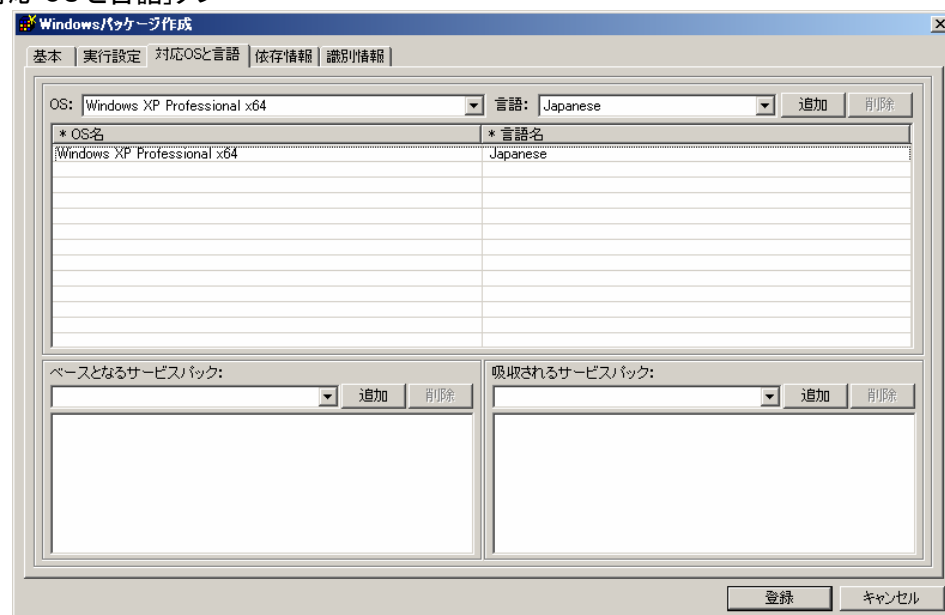 Windowsパッケージ作成
基本 実行設定 対応OSと言語 依存情報 識別情報
OS: Windows XP Professional x64 言語: Japanese 追加 削除
* OS名 * 言語名
Windows XP Professional x64 Japanese
ベースとなるサービスパック: 吸収されるサービスパック:
追加 削除 追加 削除
登録 キャンセル